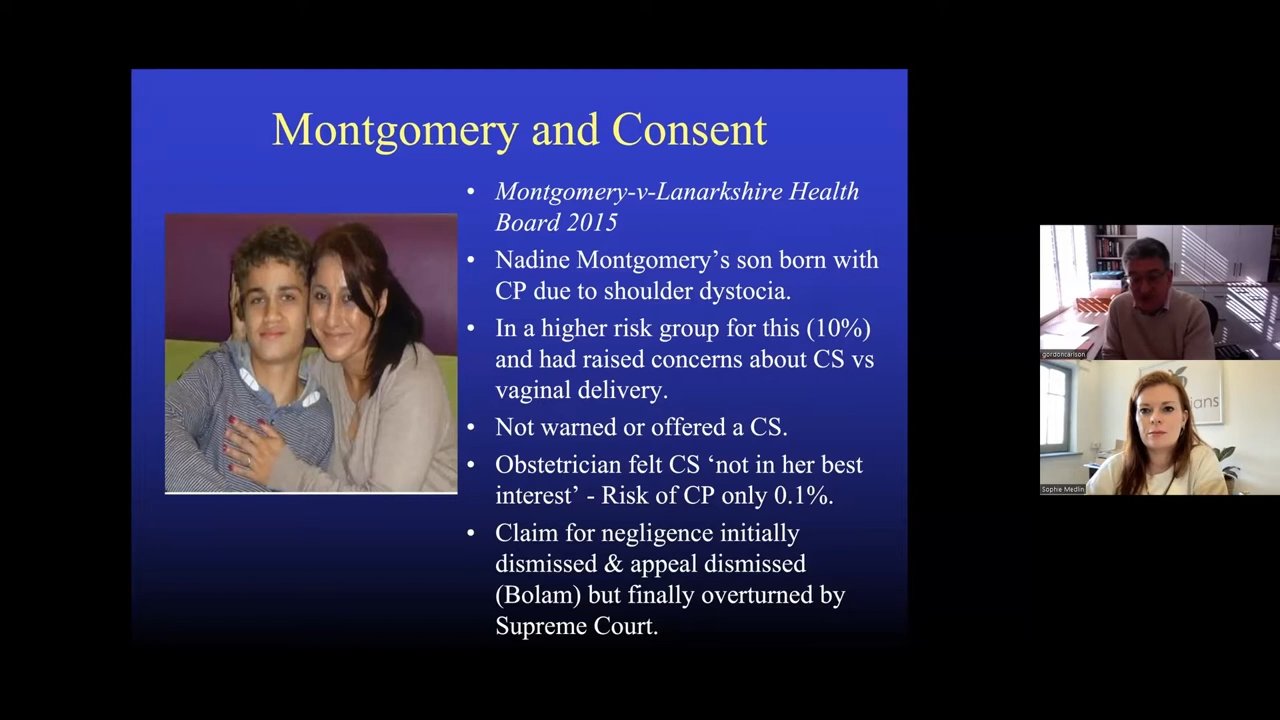 Montgomery and Consent
• Montgomery-v-Lanarkshire Health
Board 2015
• Nadine Montgomery’s son born with
CP due to shoulder dystocia.
• In a higher risk group for this (10%)
and had raised concerns about CS vs
vaginal delivery.
• Not warned or offered a CS.
• Obstetrician felt CS ‘not in her best
interest’ - Risk of CP only 0.1%.
• Claim for negligence initially
dismissed & appeal dismissed
(Bolam) but finally overturned by
Supreme Court.
gordoncarlson
ians
Sophie Medlin